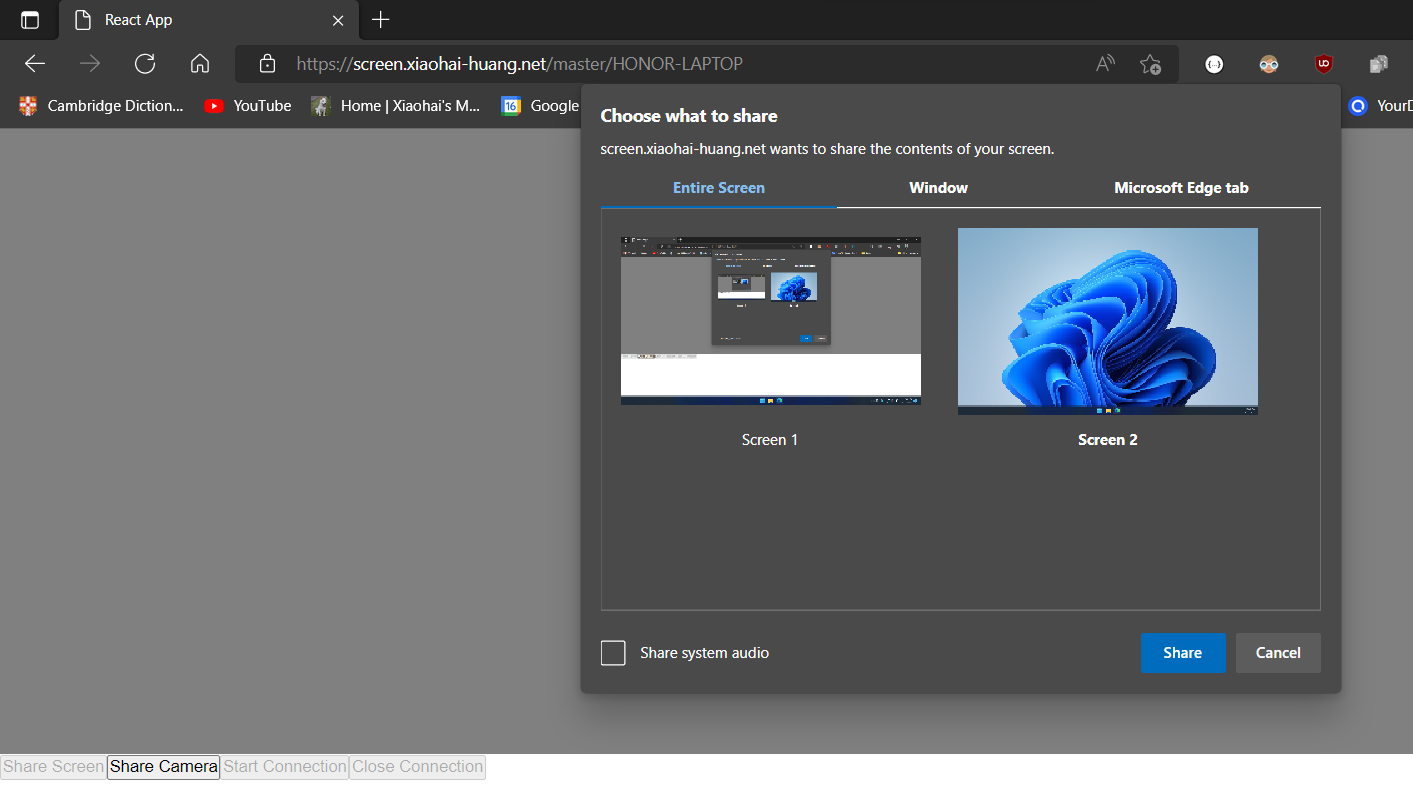 React App
https://screen.xiaohai-huang.net/master/HONOR-LAPTOP
Cambridge Diction... YouTube Home | Xiaohai's M... 16 Google YourD
Choose what to share
screen.xiaohai-huang.net wants to share the contents of your screen.
Entire Screen Window Microsoft Edge tab
Screen 1 Screen 2
Share system audio Share Cancel
Share Screen Share Camera Start Connection Close Connection